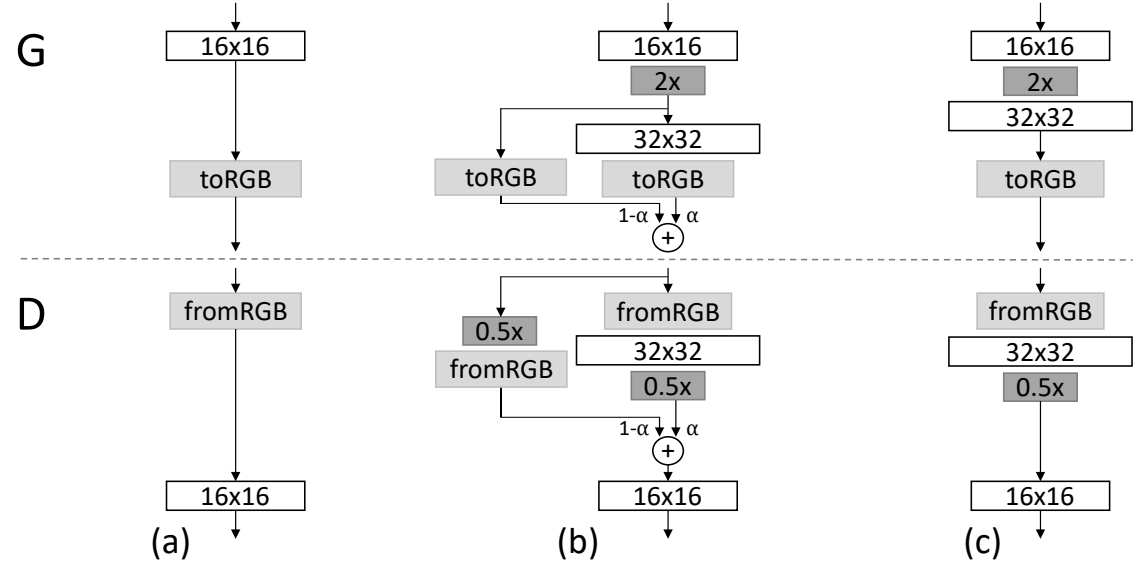 G
16x16
toRGB
16x16
2x
32x32
toRGB
toRGB
1-α
α
+
16x16
2x
32x32
toRGB
D
fromRGB
16x16
(a)
0.5x
fromRGB
fromRGB
32x32
0.5x
1-α
α
+
16x16
(b)
fromRGB
32x32
0.5x
16x16
(c)